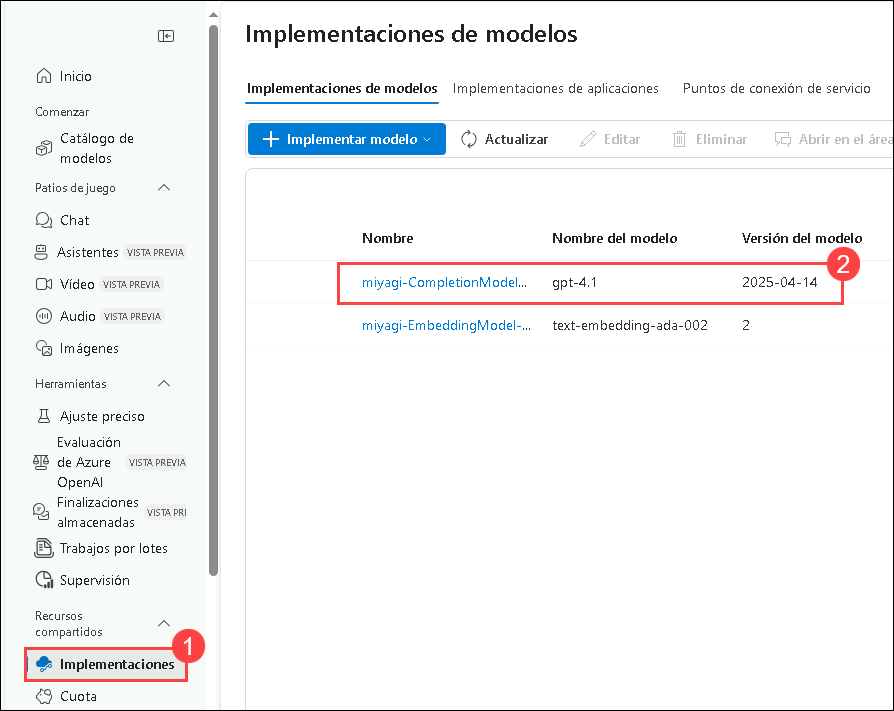 Inicio
Comenzar
Catálogo de
modelos
Patios de juego
Chat
Asistentes VISTA PREVIA
Vídeo VISTA PREVIA
Audio VISTA PREVIA
Imágenes
Herramientas
Ajuste preciso
Evaluación
de Azure VISTA PREVIA
OpenAI
Finalizaciones
almacenadas VISTA PRI
Trabajos por lotes
Supervisión
Recursos
compartidos
1
Implementaciones
Cuota
Implementaciones de modelos
Implementaciones de modelos Implementaciones de aplicaciones Puntos de conexión de servicio
Implementar modelo Actualizar Editar Eliminar Abrir en el área
Nombre Nombre del modelo Versión del modelo
2
miyagi-CompletionModel... gpt-4.1 2025-04-14
miyagi-EmbeddingModel-... text-embedding-ada-002 2